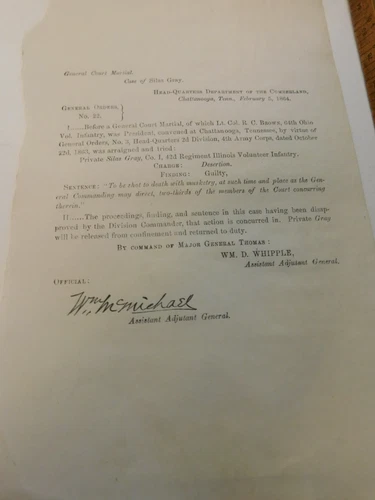 General Court Martial.
Case of Silas Gray.
HEAD-QUARTERS DEPARTMENT OF THE CUMBERLAND,
Chattanooga, Tenn., February 5, 1864.
GENERAL ORDERS, }
No. 33. }
I.....Before a General Court Martial, of which Lt. Col. R. C. BROWN, 64th Ohio
Vol. Infantry, was President, convened at Chattanooga, Tennessee, by virtue of
General Orders, No. 3, Head-Quarters 2d Division, 4th Army Corps, dated October
22d, 1863, was arraigned and tried:
Private Silas Gray, Co. I, 42d Regiment Illinois Volunteer Infantry.
CHARGE: Desertion.
FINDING: Guilty,
SENTENCE: "To be shot to death with musketry, at such time and place as the Gen-
eral Commanding may direct, two-thirds of the members of the Court concurring
therein."
II.....The proceedings, finding, and sentence in this case having been disap-
proved by the Division Commander, that action is concurred in. Private Gray
will be released from confinement and returned to duty.
BY COMMAND OF MAJOR GENERAL THOMAS:
WM. D. WHIPPLE,
Assistant Adjutant General.
OFFICIAL:
Wm. McMichael
Assistant Adjutant General.